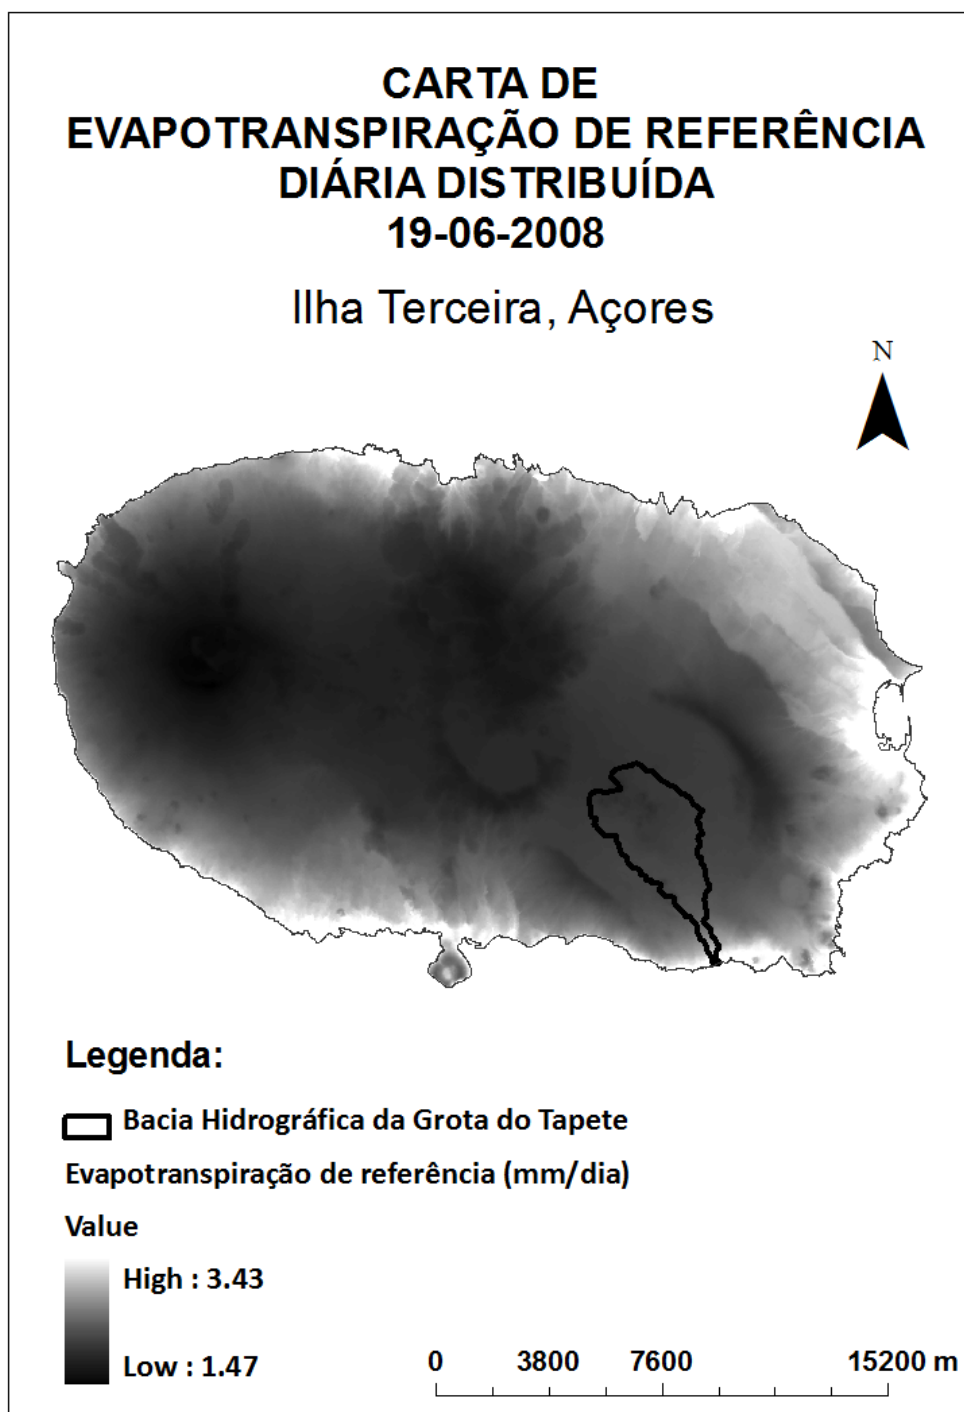 CARTA DE
EVAPOTRANSPIRAÇÃO DE REFERÊNCIA
DIÁRIA DISTRIBUÍDA
19-06-2008
Ilha Terceira, Açores
N
Legenda:
Bacia Hidrográfica da Grota do Tapete
Evapotranspiração de referência (mm/dia)
Value
High : 3.43
Low : 1.47
0 3800 7600 15200 m